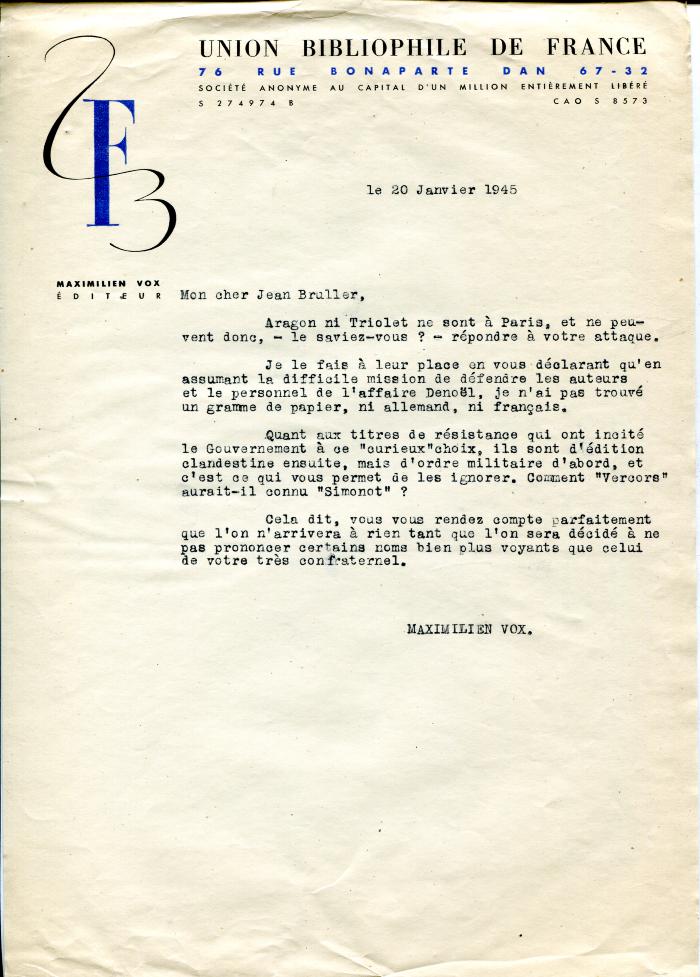 UNION BIBLIOPHILE DE FRANCE
76 RUE BONAPARTE DAN 67-32
SOCIÉTÉ ANONYME AU CAPITAL D'UN MILLION ENTIÈREMENT LIBÉRÉ
S 274974 B CAO S 8573
UFB
le 20 Janvier 1945
MAXIMILIEN VOX
ÉDITEUR
Mon cher Jean Bruller,
Aragon ni Triolet ne sont à Paris, et ne peu-
vent donc, - le saviez-vous ? - répondre à votre attaque.
Je le fais à leur place en vous déclarant qu'en
assumant la difficile mission de défendre les auteurs
et le personnel de l'affaire Denoël, je n'ai pas trouvé
un gramme de papier, ni allemand, ni français.
Quant aux titres de résistance qui ont incité
le Gouvernement à ce "curieux"choix, ils sont d'édition
clandestine ensuite, mais d'ordre militaire d'abord, et
c'est ce qui vous permet de les ignorer. Comment "Vercors"
aurait-il connu "Simonot" ?
Cela dit, vous vous rendez compte parfaitement
que l'on n'arrivera à rien tant que l'on sera décidé à ne
pas prononcer certains noms bien plus voyants que celui
de votre très confraternel.
MAXIMILIEN VOX.